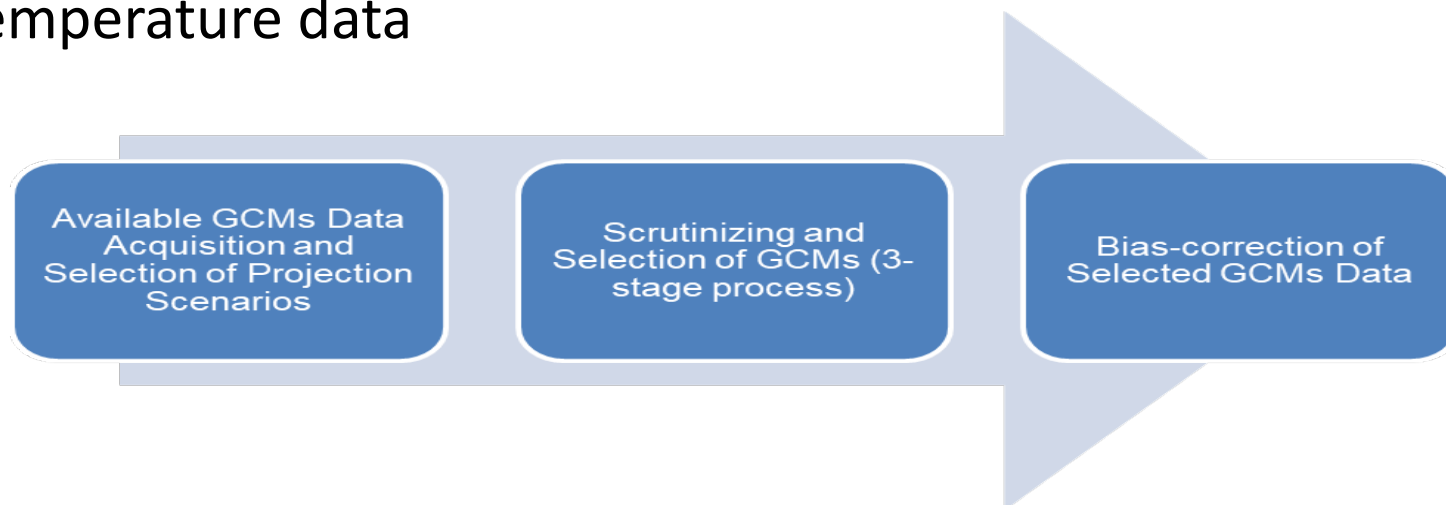 emperature data
Available GCMs Data
Acquisition and
Selection of Projection
Scenarios
Scrutinizing and
Selection of GCMs (3-
stage process)
Bias-correction of
Selected GCMs Data